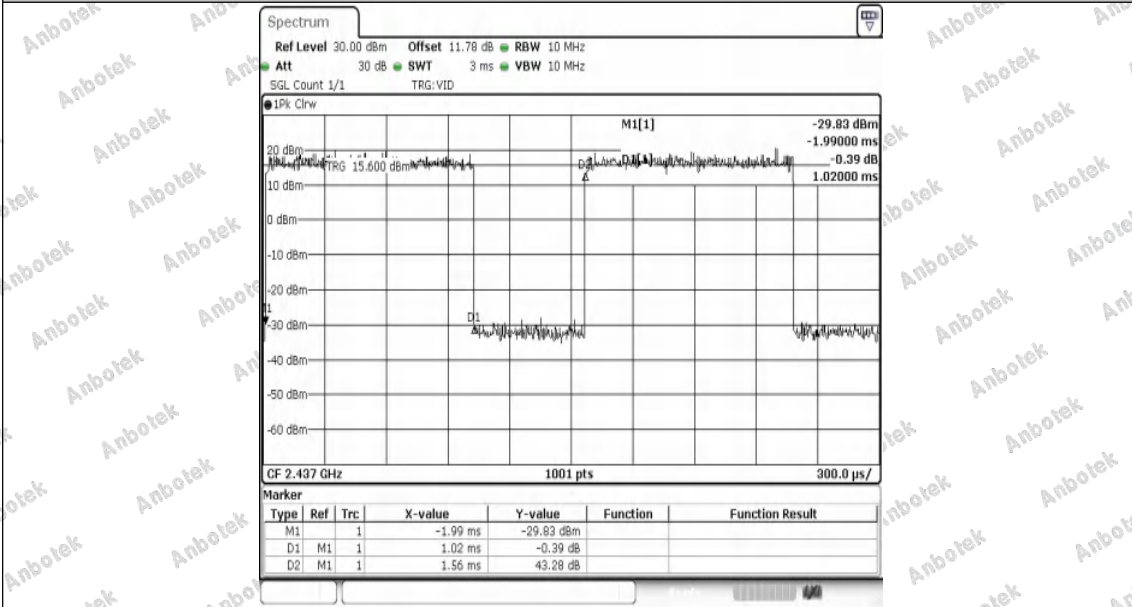 Spectrum
Ref Level 30.00 dBm Offset 11.78 dB RBW 10 MHz
Att 30 dB SWT 3 ms VBW 10 MHz
SGL Count 1/1 TRG:VID
1Pk Clrw
M1[1] -29.83 dBm
-1.99000 ms
20 dBm
D1[1] -0.39 dB
TRG 15.600 dBm
D2
1.02000 ms
10 dBm
0 dBm
-10 dBm
-20 dBm
D1
-30 dBm
-40 dBm
-50 dBm
-60 dBm
CF 2.437 GHz 1001 pts 300.0 µs/
Marker
Type Ref Trc X-value Y-value Function Function Result
M1 1 -1.99 ms -29.83 dBm
D1 M1 1 1.02 ms -0.39 dB
D2 M1 1 1.56 ms 43.28 dB
Anbotek